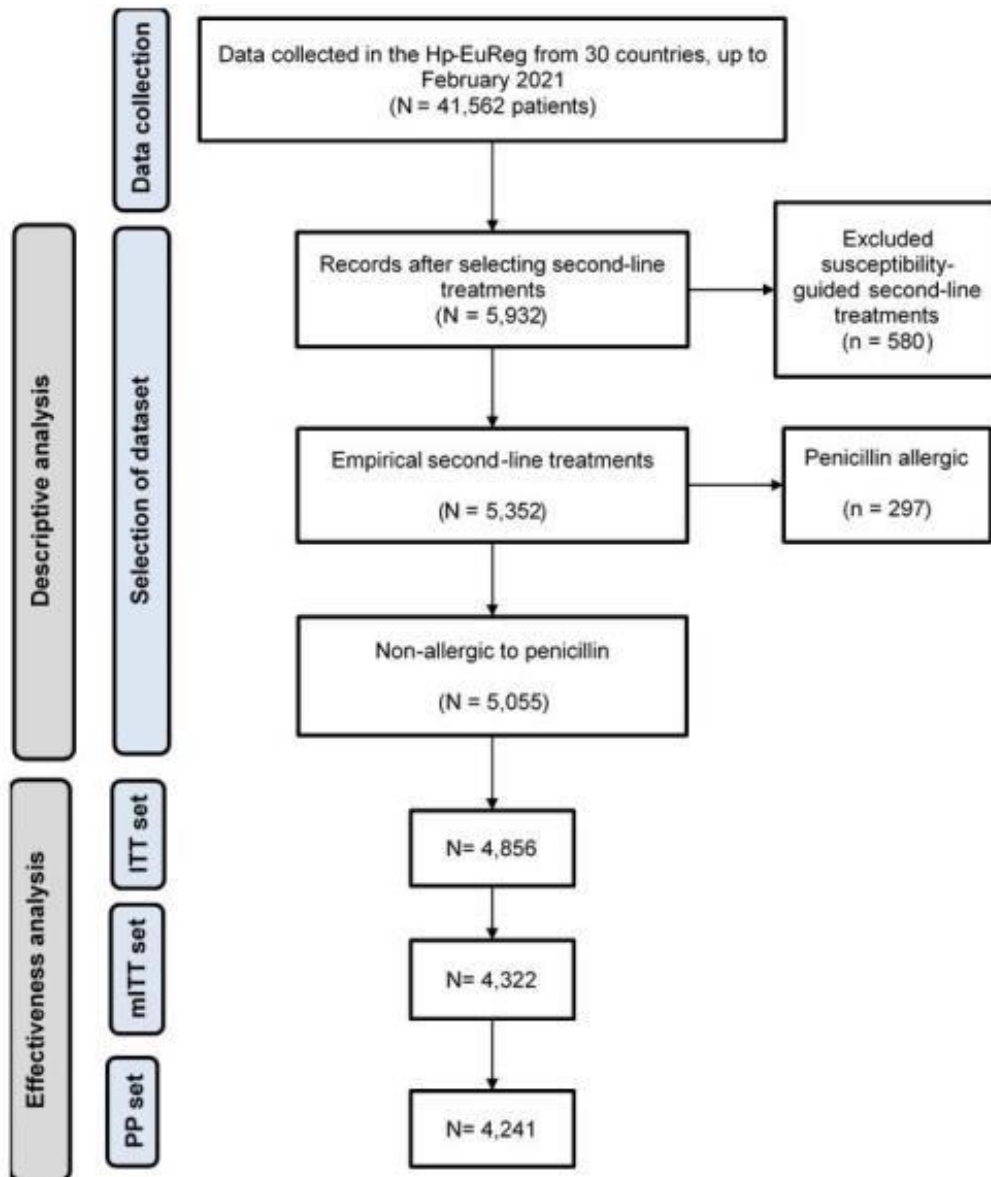 Data collection
Data collected in the Hp-EuReg from 30 countries, up to
February 2021
(N = 41,562 patients)
Descriptive analysis
Selection of dataset
Records after selecting second-line
treatments
(N = 5,932)
Excluded
susceptibility-
guided second-line
treatments
(n = 580)
Empirical second-line treatments
(N = 5,352)
Penicillin allergic
(n = 297)
Non-allergic to penicillin
(N = 5,055)
Effectiveness analysis
ITT set
N= 4,856
mITT set
N= 4,322
PP set
N= 4,241